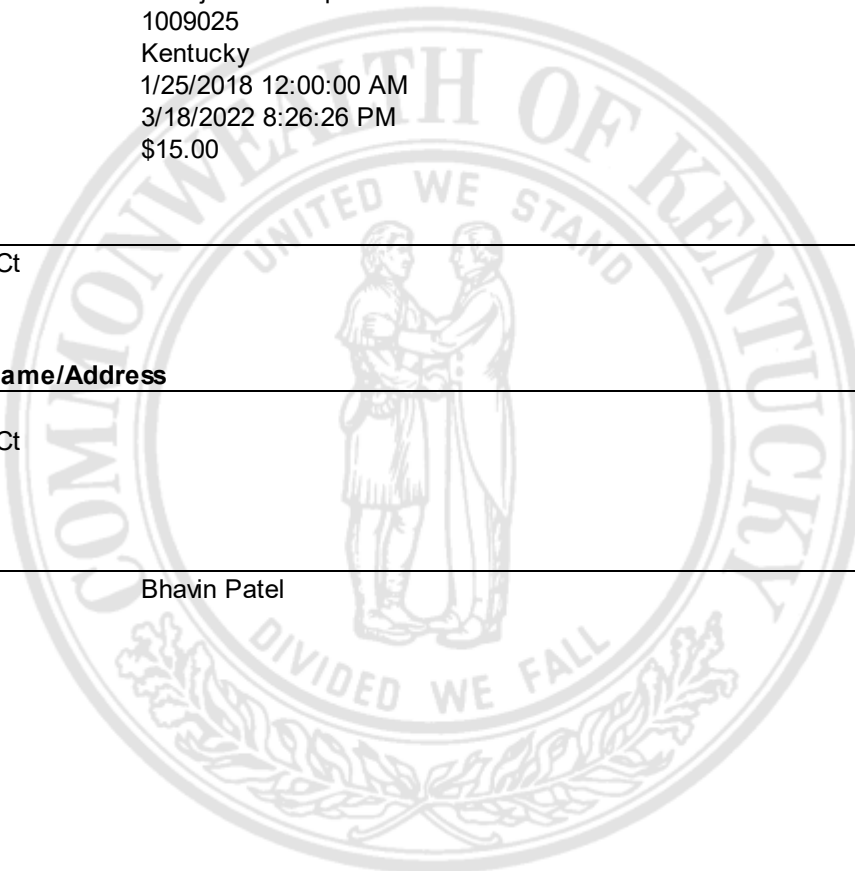 1009025
Kentucky
1/25/2018 12:00:00 AM
3/18/2022 8:26:26 PM
$15.00
Ct
ame/Address
Ct
Bhavin Patel
COMMONWEALTH OF KENTUCKY
UNITED WE STAND
DIVIDED WE FALL